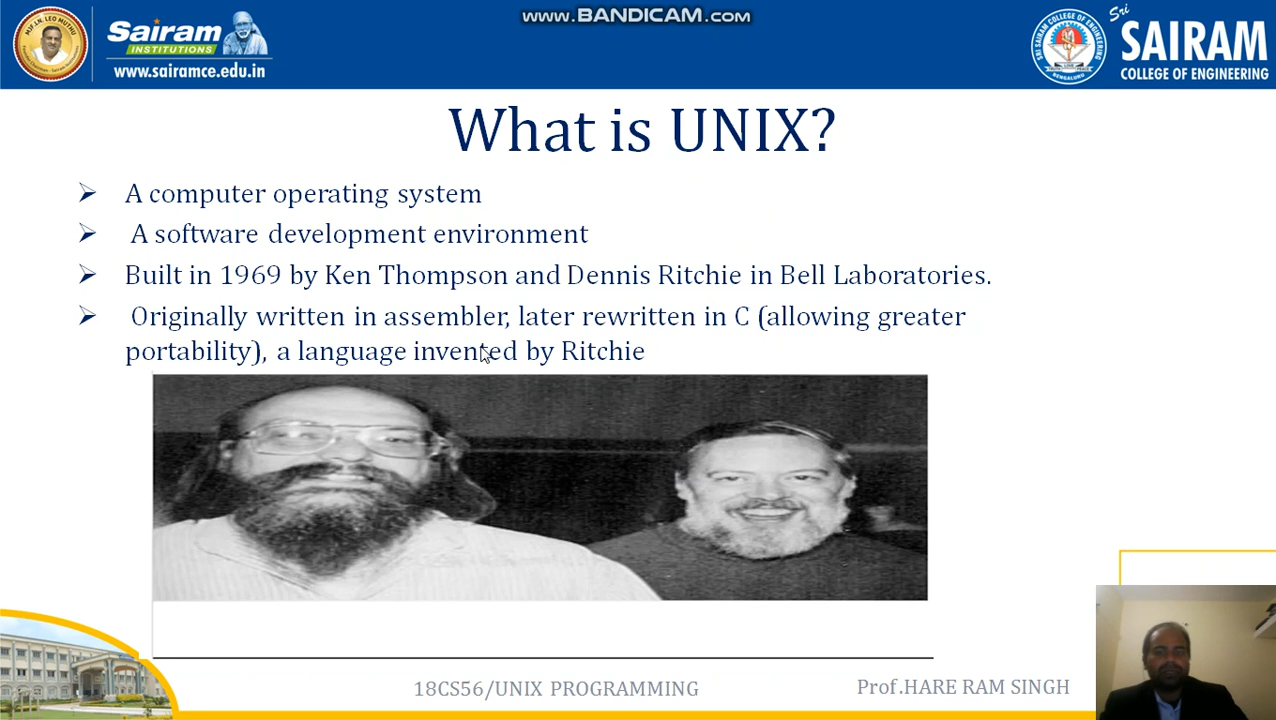 www.BANDICAM.com
Sairam
INSTITUTIONS
www.sairamce.edu.in
Sri
SAIRAM
COLLEGE OF ENGINEERING
What is UNIX?
A computer operating system
A software development environment
Built in 1969 by Ken Thompson and Dennis Ritchie in Bell Laboratories.
Originally written in assembler, later rewritten in C (allowing greater
portability), a language invented by Ritchie
18CS56/UNIX PROGRAMMING
Prof.HARE RAM SINGH